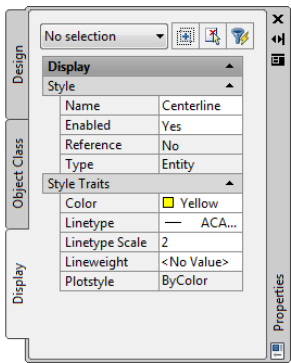 No selection
Display
Style
Name Centerline
Enabled Yes
Reference No
Type Entity
Style Traits
Color Yellow
Linetype ACA...
Linetype Scale 2
Lineweight <No Value>
Plotstyle ByColor
Design
Object Class
Display
Properties